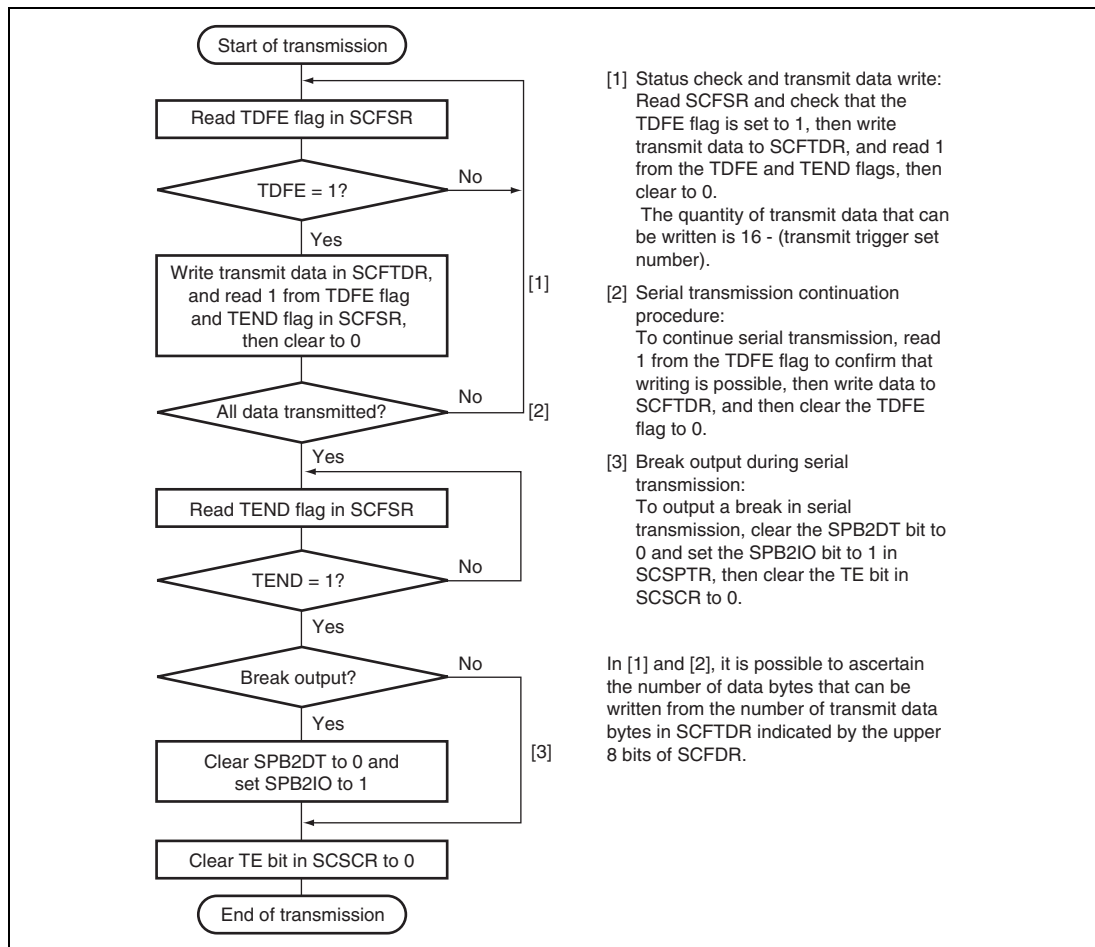 Start of transmission
Read TDFE flag in SCFSR
TDFE = 1?
No
Yes
Write transmit data in SCFTDR,
and read 1 from TDFE flag
and TEND flag in SCFSR,
then clear to 0
[1]
All data transmitted?
No
[2]
Yes
Read TEND flag in SCFSR
TEND = 1?
No
Yes
Break output?
No
Yes
Clear SPB2DT to 0 and
set SPB2IO to 1
[3]
Clear TE bit in SCSCR to 0
End of transmission
[1] Status check and transmit data write:
Read SCFSR and check that the
TDFE flag is set to 1, then write
transmit data to SCFTDR, and read 1
from the TDFE and TEND flags, then
clear to 0.
The quantity of transmit data that can
be written is 16 - (transmit trigger set
number).
[2] Serial transmission continuation
procedure:
To continue serial transmission, read
1 from the TDFE flag to confirm that
writing is possible, then write data to
SCFTDR, and then clear the TDFE
flag to 0.
[3] Break output during serial
transmission:
To output a break in serial
transmission, clear the SPB2DT bit to
0 and set the SPB2IO bit to 1 in
SCSPTR, then clear the TE bit in
SCSCR to 0.
In [1] and [2], it is possible to ascertain
the number of data bytes that can be
written from the number of transmit data
bytes in SCFTDR indicated by the upper
8 bits of SCFDR.